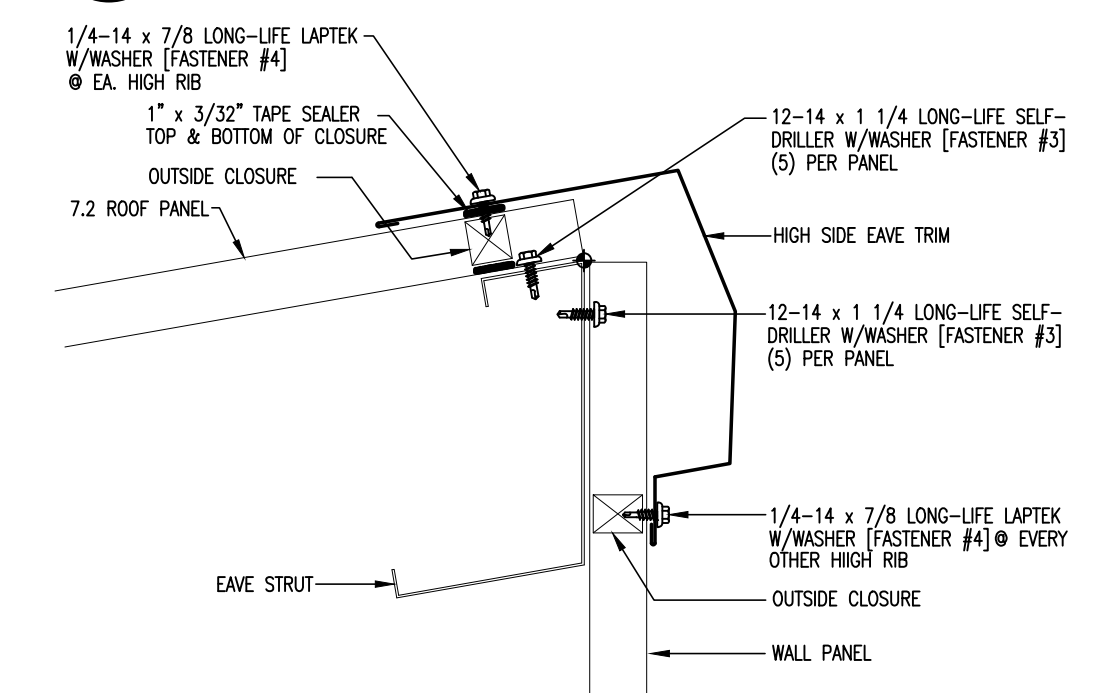 1/4-14 x 7/8 LONG-LIFE LAPTEK
W/WASHER [FASTENER #4]
@ EA. HIGH RIB
1" x 3/32" TAPE SEALER
TOP & BOTTOM OF CLOSURE
OUTSIDE CLOSURE
7.2 ROOF PANEL
12-14 x 1 1/4 LONG-LIFE SELF-
DRILLER W/WASHER [FASTENER #3]
(5) PER PANEL
HIGH SIDE EAVE TRIM
12-14 x 1 1/4 LONG-LIFE SELF-
DRILLER W/WASHER [FASTENER #3]
(5) PER PANEL
1/4-14 x 7/8 LONG-LIFE LAPTEK
W/WASHER [FASTENER #4] @ EVERY
OTHER HIIGH RIB
EAVE STRUT
OUTSIDE CLOSURE
WALL PANEL